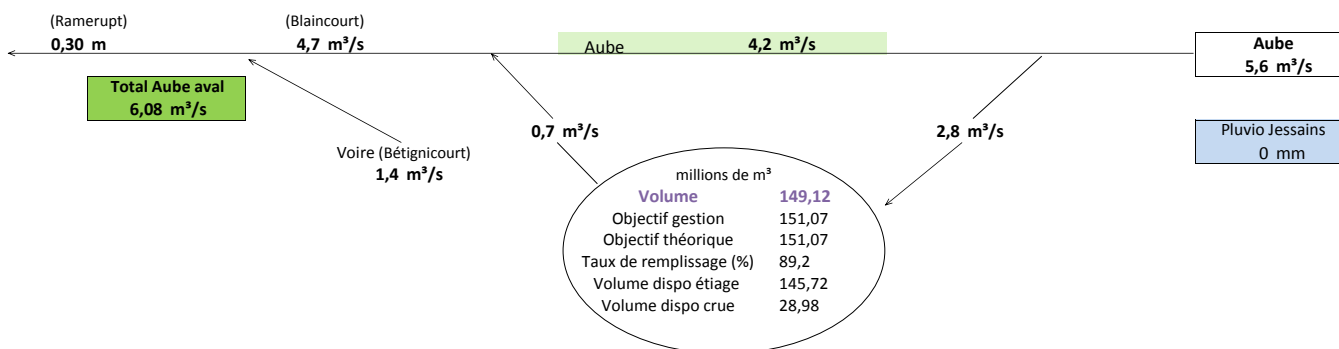 (Ramerupt)
0,30 m
(Blaincourt)
4,7 m³/s
Aube 4,2 m³/s
Aube
5,6 m³/s
Total Aube aval
6,08 m³/s
Voire (Bétignicourt)
1,4 m³/s
0,7 m³/s
2,8 m³/s
Pluvio Jessains
0 mm
millions de m³
Volume 149,12
Objectif gestion 151,07
Objectif théorique 151,07
Taux de remplissage (%) 89,2
Volume dispo étiage 145,72
Volume dispo crue 28,98